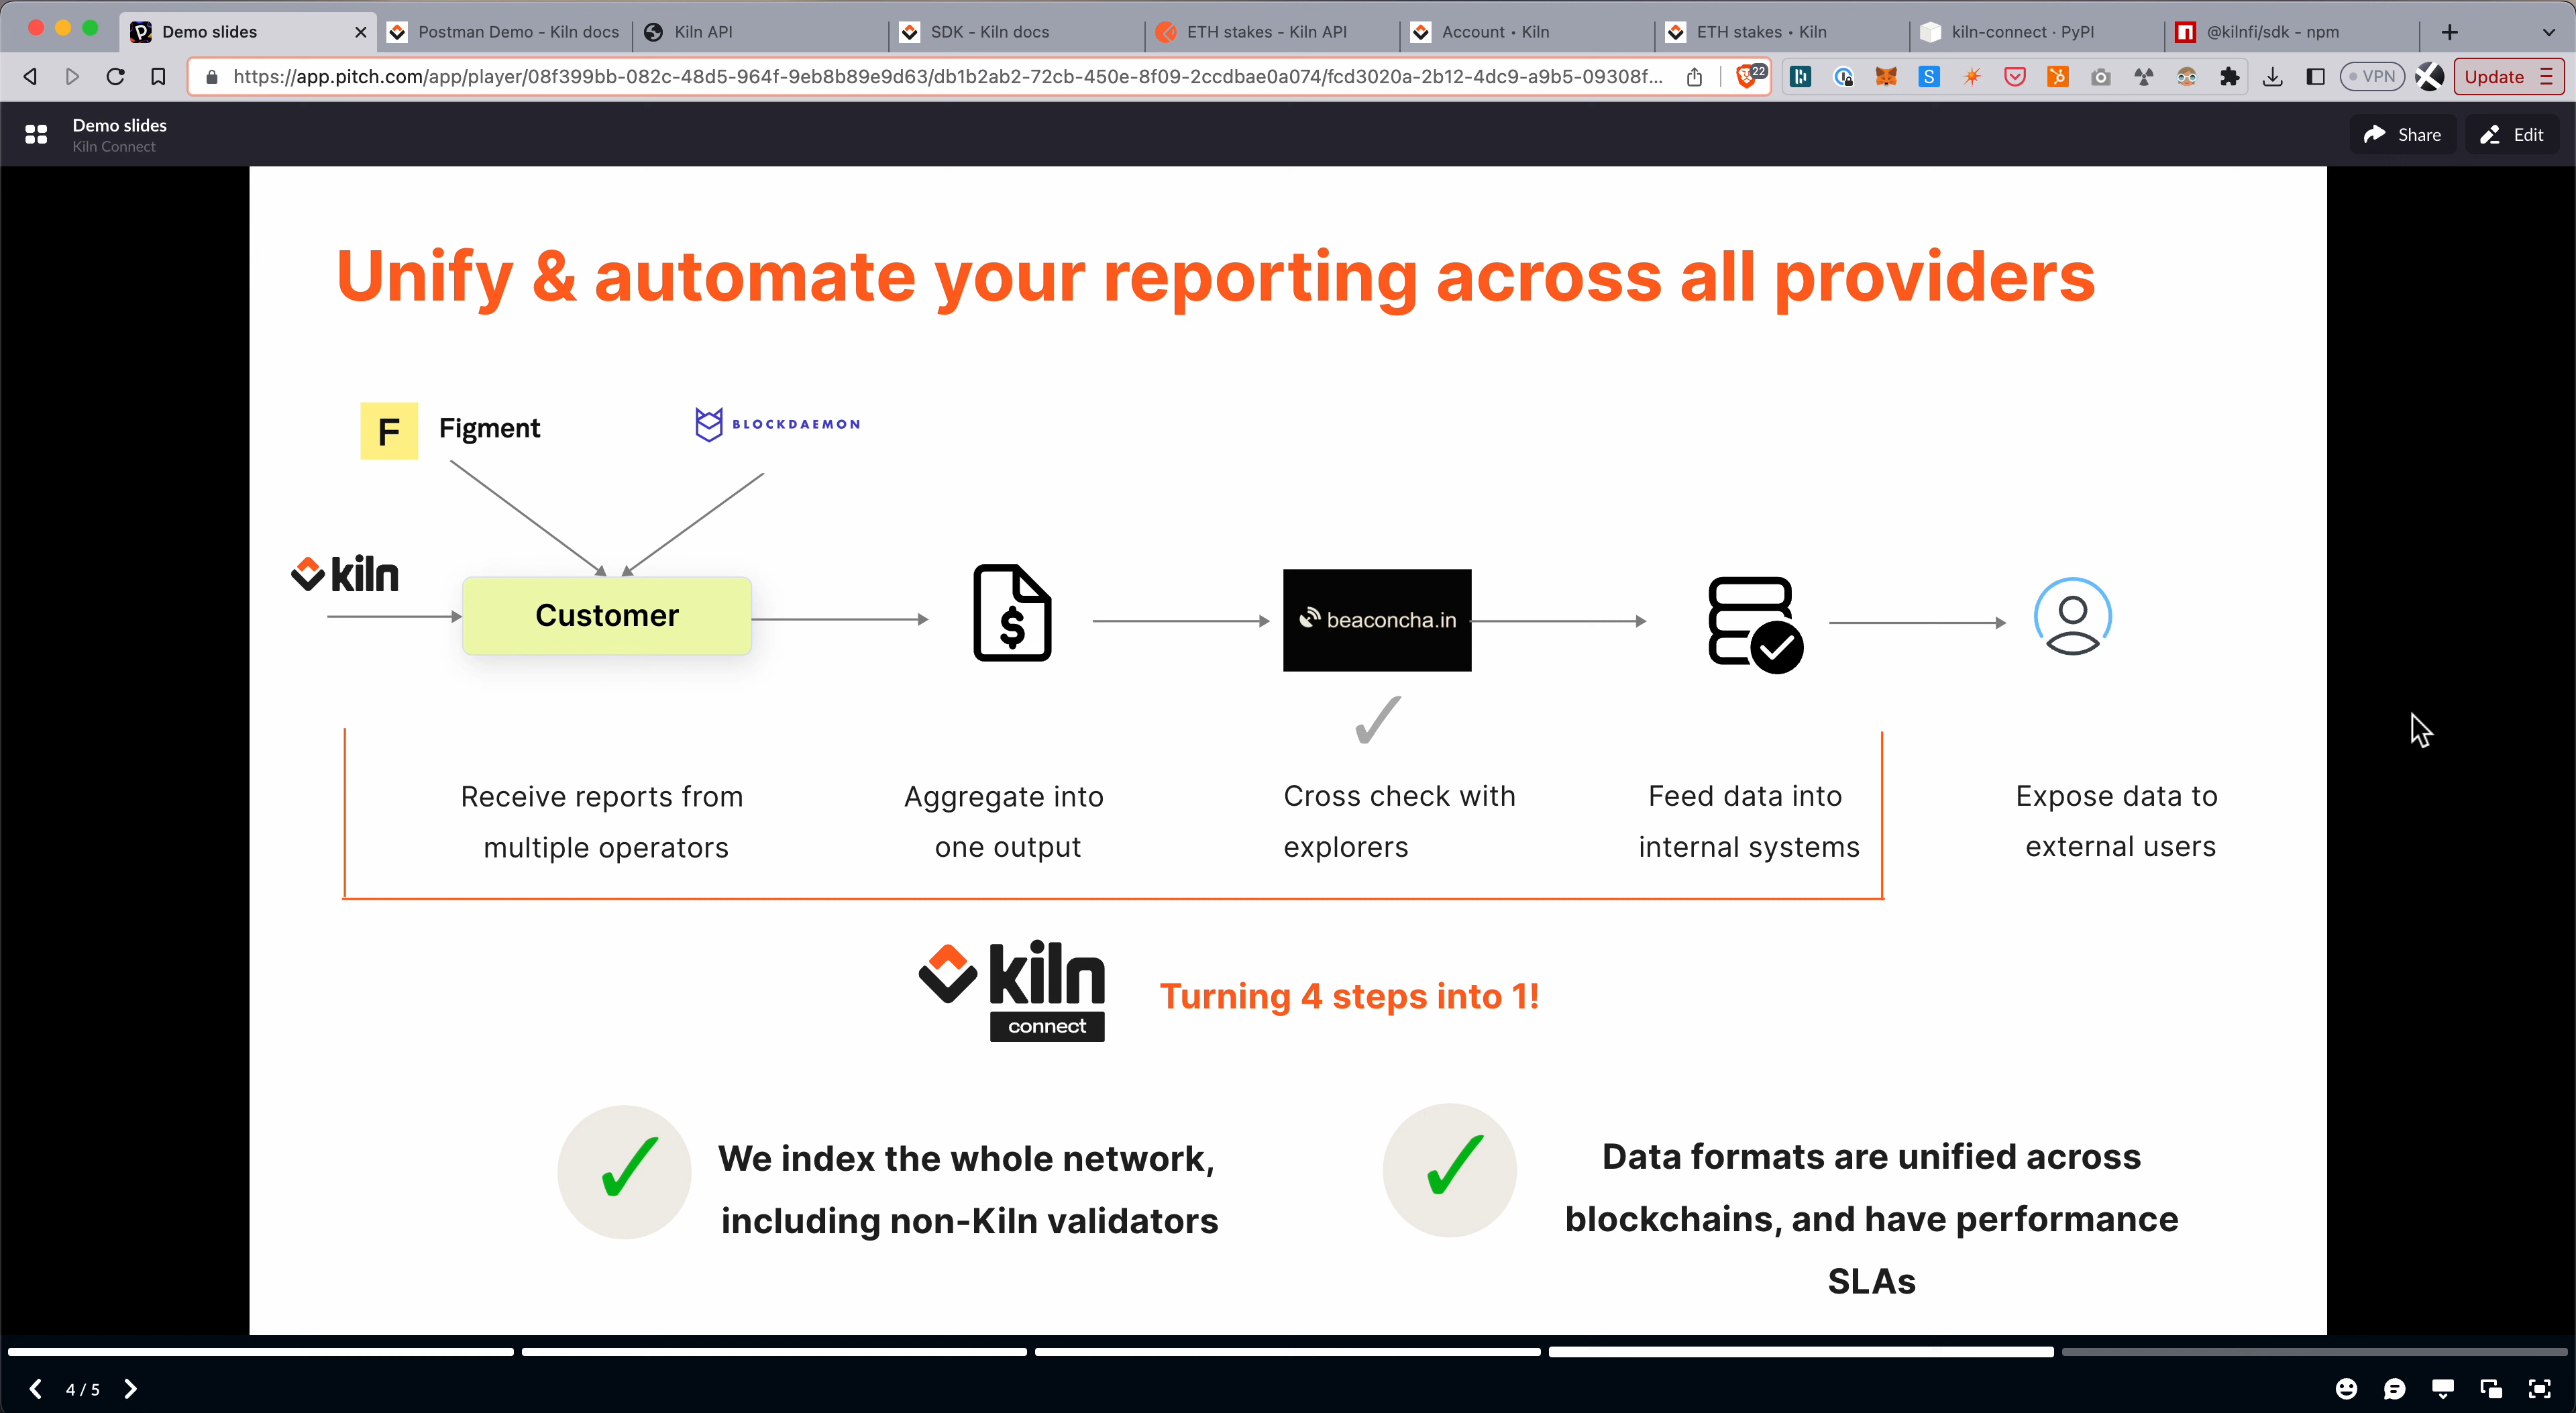 Demo slides
Postman Demo - Kiln docs
Kiln API
SDK - Kiln docs
ETH stakes - Kiln API
Account • Kiln
ETH stakes • Kiln
kiln-connect · PyPI
@kilnfi/sdk - npm
https://app.pitch.com/app/player/08f399bb-082c-48d5-964f-9eb8b89e9d63/db1b2ab2-72cb-450e-8f09-2ccdbae0a074/fcd3020a-2b12-4dc9-a9b5-09308f...
22
S
VPN
Update
Demo slides
Kiln Connect
Share
Edit
Unify & automate your reporting across all providers
F
Figment
BLOCKDAEMON
kiln
Customer
$
beaconcha.in
Receive reports from
multiple operators
Aggregate into
one output
Cross check with
explorers
Feed data into
internal systems
Expose data to
external users
kiln
connect
Turning 4 steps into 1!
We index the whole network,
including non-Kiln validators
Data formats are unified across
blockchains, and have performance
SLAs
4 / 5